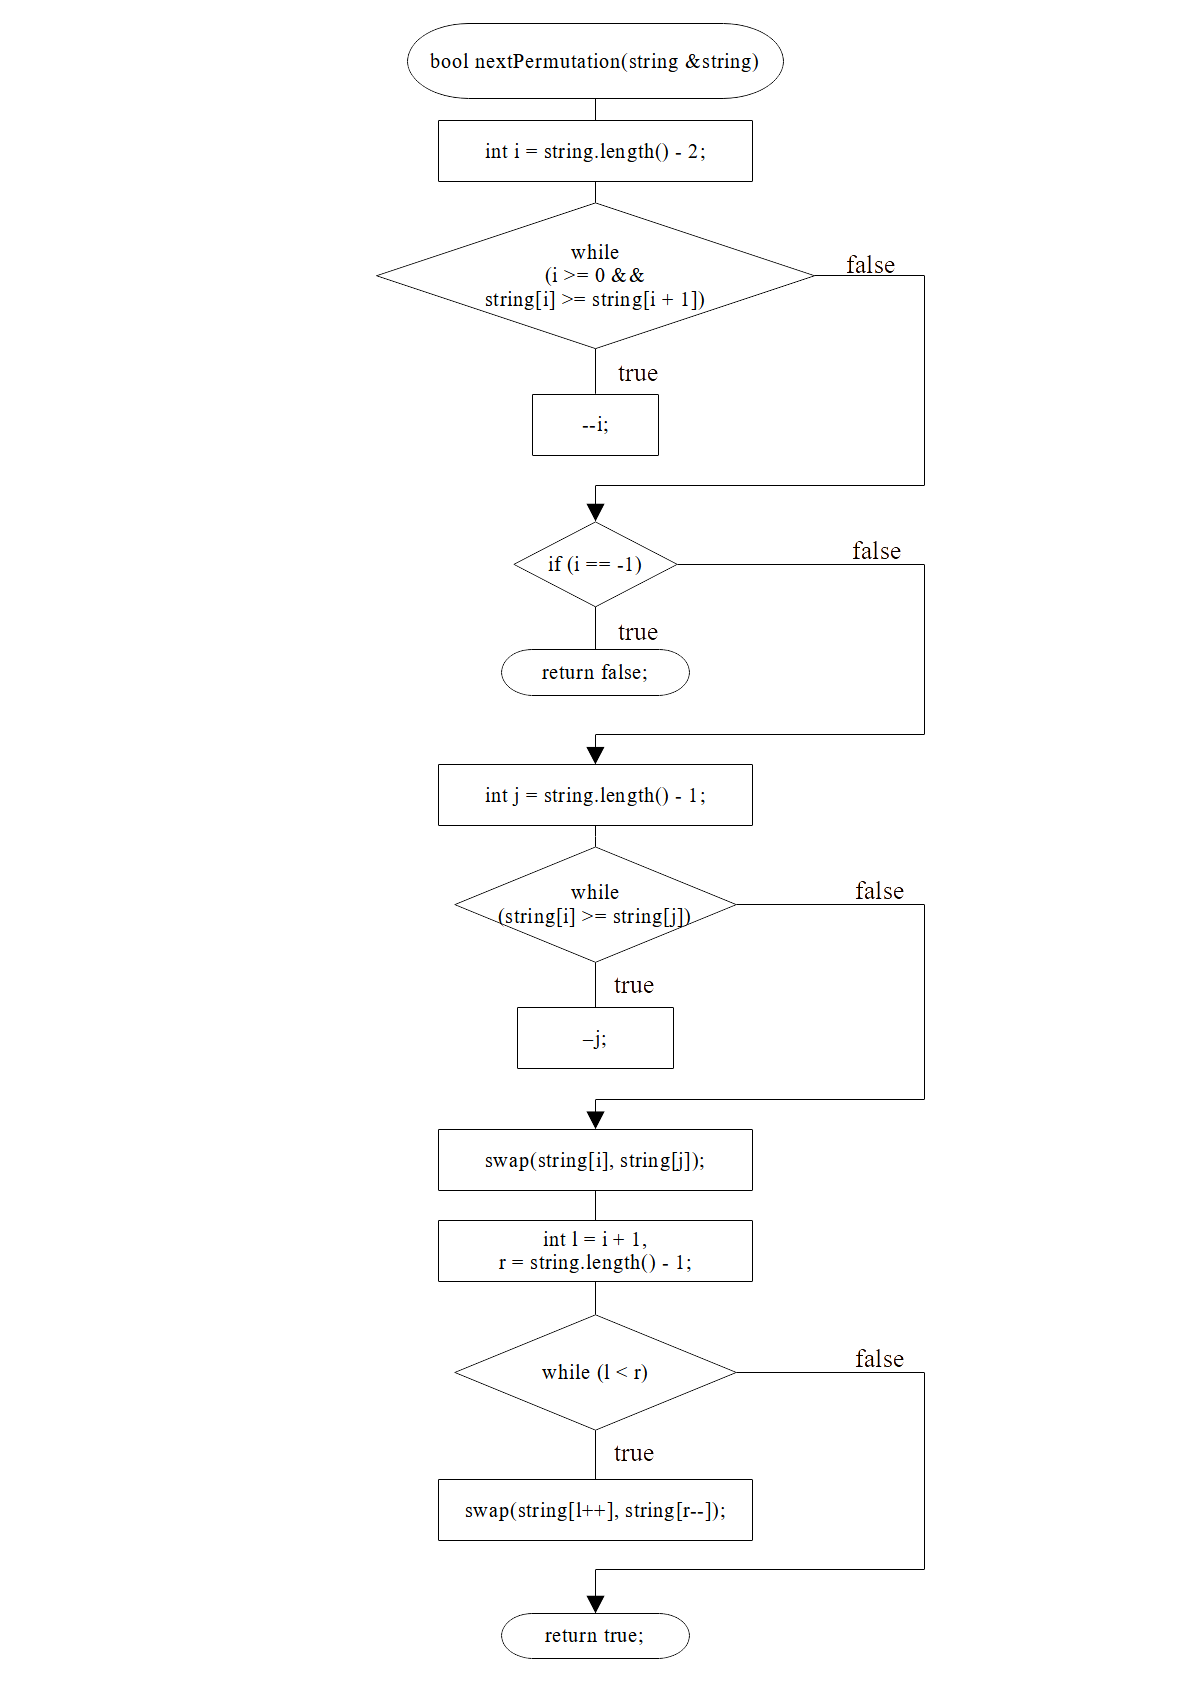 bool nextPermutation(string &string)
int i = string.length() - 2;
while
(i >= 0 &&
string[i] >= string[i + 1])
false
true
--i;
if (i == -1)
false
true
return false;
int j = string.length() - 1;
while
(string[i] >= string[j])
false
true
–j;
swap(string[i], string[j]);
int l = i + 1,
r = string.length() - 1;
while (l < r)
false
true
swap(string[l++], string[r--]);
return true;